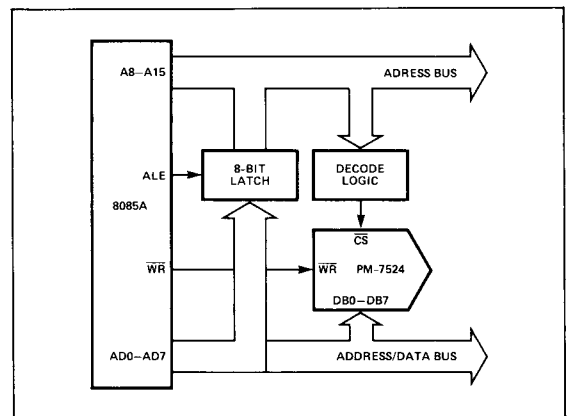 A8–A15
ADRESS BUS
ALE
8-BIT
LATCH
DECODE
LOGIC
8085A
CS
WR
WR
PM-7524
DB0–DB7
AD0–AD7
ADDRESS/DATA BUS